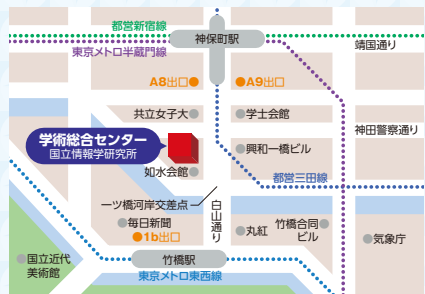 都営新宿線
神保町駅
靖国通り
東京メトロ半蔵門線
A8出口
A9出口
共立女子大
学士会館
神田警察通り
学術総合センター
国立情報学研究所
興和一橋ビル
如水会館
都営三田線
一ツ橋河岸交差点
白山通り
毎日新聞
1b出口
丸紅
竹橋合同
ビル
気象庁
国立近代
美術館
竹橋駅
東京メトロ東西線